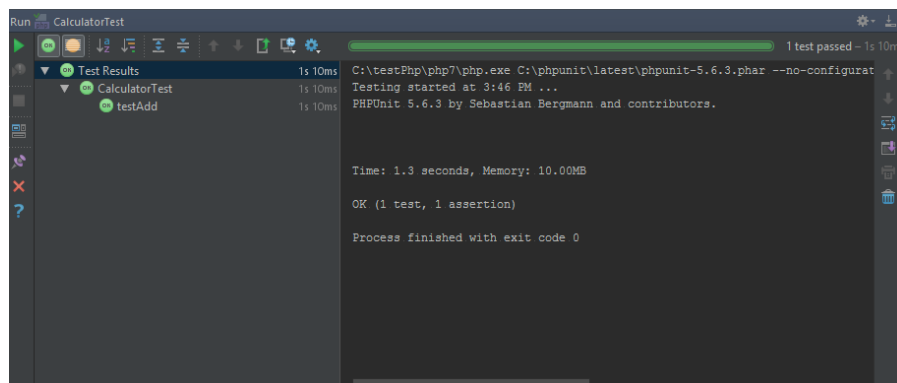 Run CalculatorTest
1 test passed – 1s 10m
OK Test Results 1s 10ms
OK CalculatorTest 1s 10ms
OK testAdd 1s 10ms
C:\testPhp\php7\php.exe C:\phpunit\latest\phpunit-5.6.3.phar --no-configurat
Testing started at 3:46 PM ...
PHPUnit 5.6.3 by Sebastian Bergmann and contributors.
Time: 1.3 seconds, Memory: 10.00MB
OK (1 test, 1 assertion)
Process finished with exit code 0